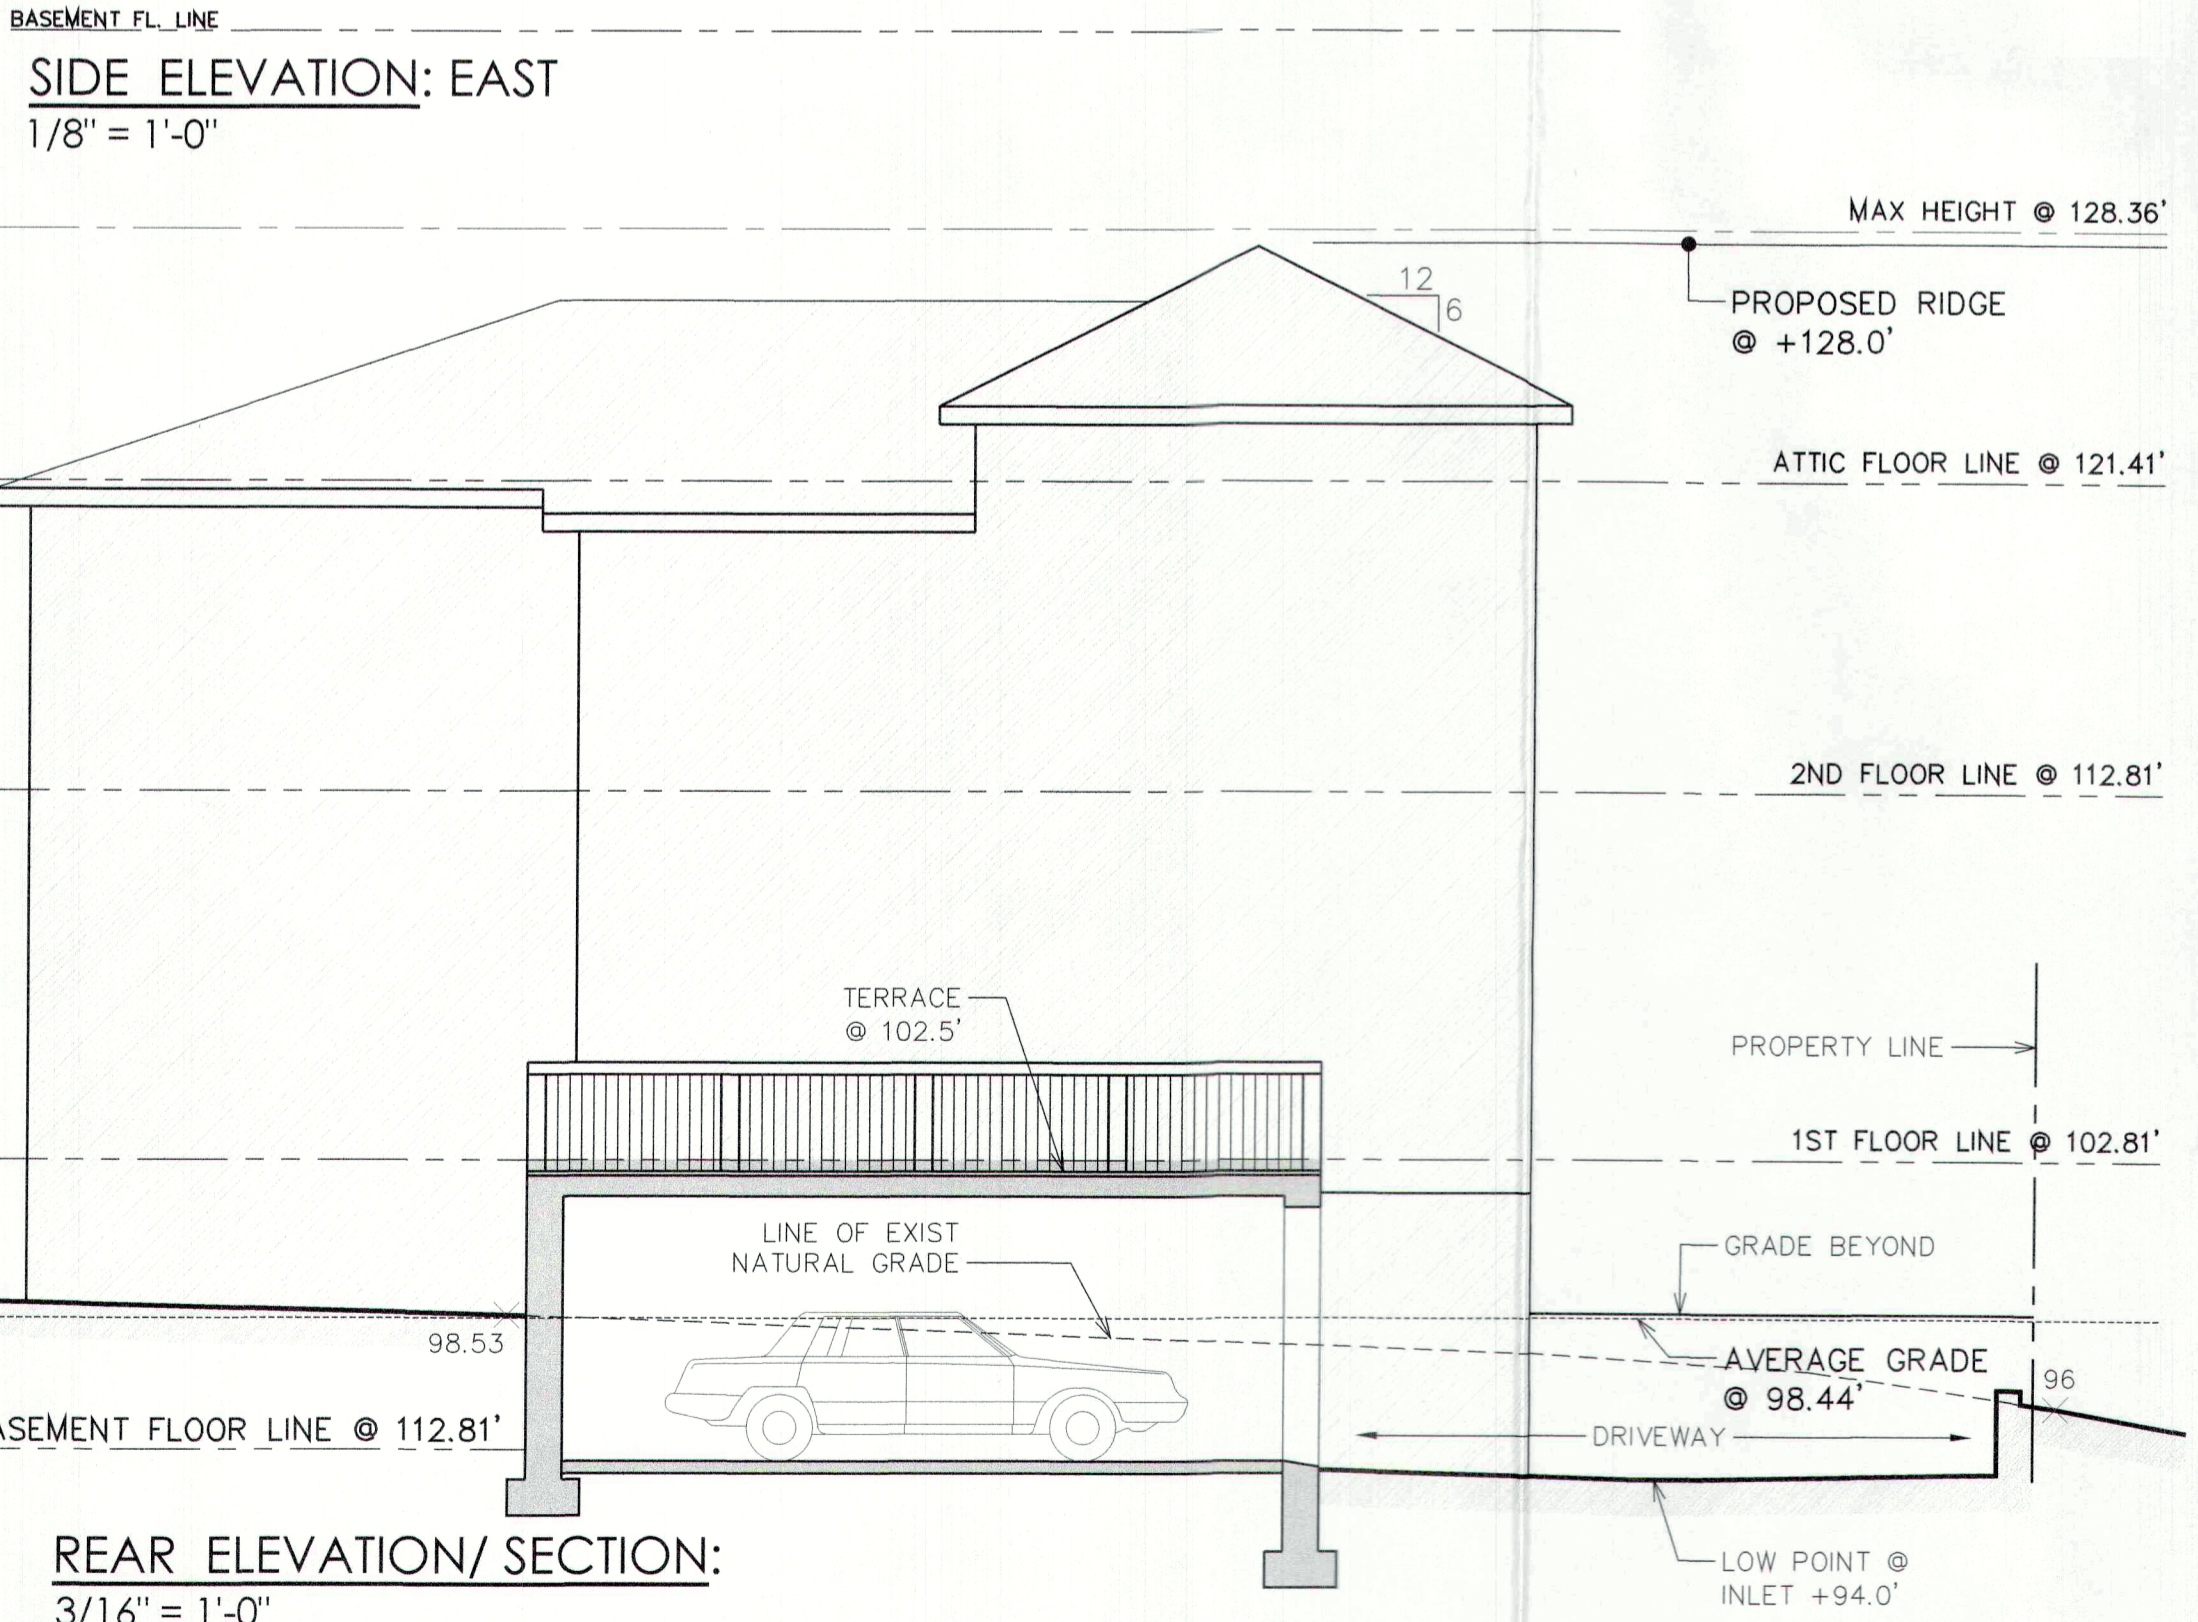 BASEMENT FL. LINE
SIDE ELEVATION: EAST
1/8" = 1'-0"
MAX HEIGHT @ 128.36'
12
6
PROPOSED RIDGE
@ +128.0'
ATTIC FLOOR LINE @ 121.41'
2ND FLOOR LINE @ 112.81'
TERRACE
@ 102.5'
PROPERTY LINE
1ST FLOOR LINE @ 102.81'
LINE OF EXIST
NATURAL GRADE
GRADE BEYOND
98.53
AVERAGE GRADE
@ 98.44'
96
ASEMENT FLOOR LINE @ 112.81'
DRIVEWAY
REAR ELEVATION/ SECTION:
3/16" = 1'-0"
LOW POINT @
INLET +94.0'